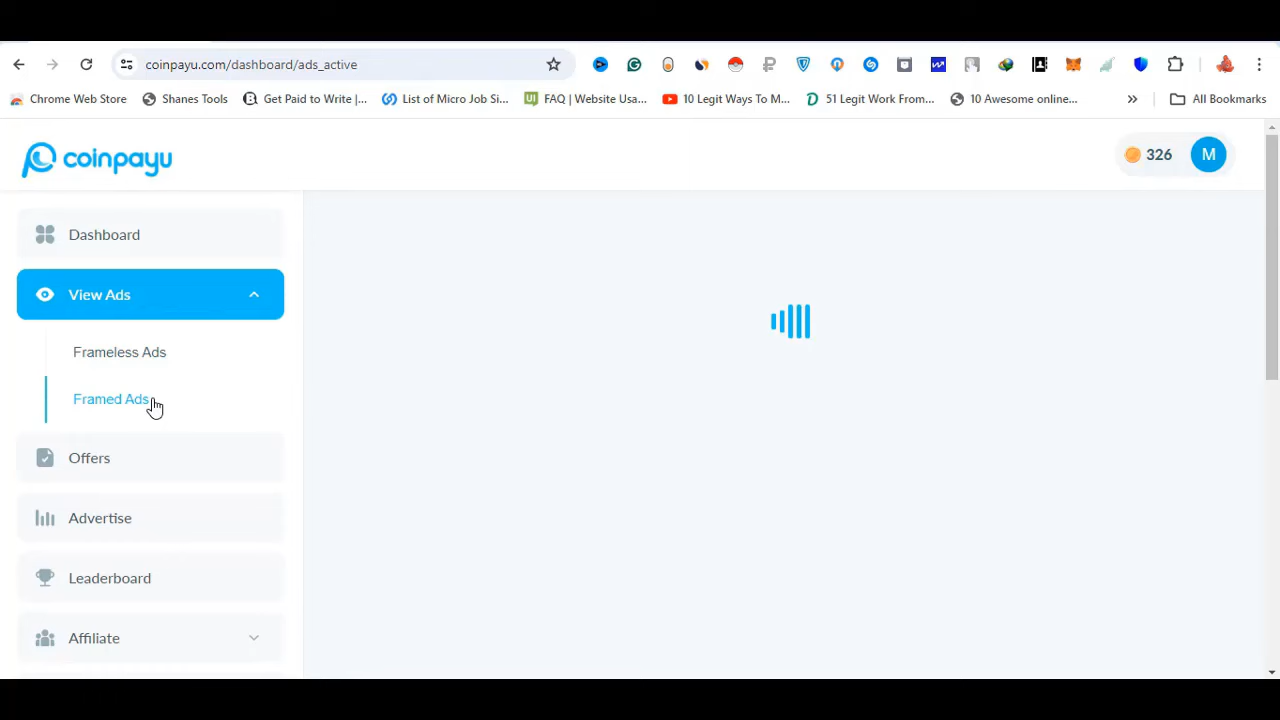 coinpayu.com/dashboard/ads_active
Chrome Web Store
Shanes Tools
Get Paid to Write |...
List of Micro Job Si...
FAQ | Website Usa...
10 Legit Ways To M...
51 Legit Work From...
10 Awesome online...
All Bookmarks
coinpayu
326
M
Dashboard
View Ads
Frameless Ads
Framed Ads
Offers
Advertise
Leaderboard
Affiliate